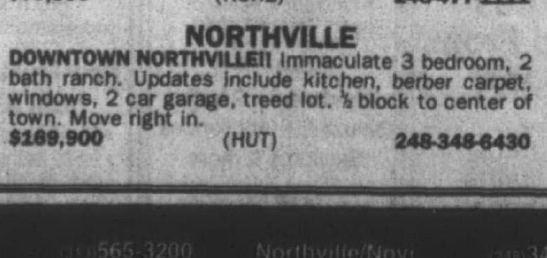 NORTHVILLE
DOWNTOWN NORTHVILLE!! Immaculate 3 bedroom, 2
bath ranch. Updates include kitchen, berber carpet,
windows, 2 car garage, treed lot. ½ block to center of
town. Move right in.
$169,900 (HUT) 248-348-6430
565-3200 Northville/Novi